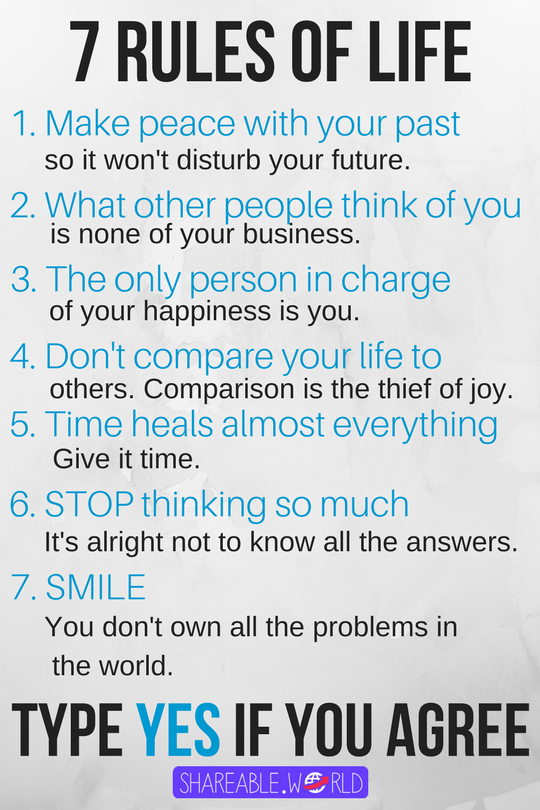 7 RULES OF LIFE
1. Make peace with your past
so it won't disturb your future.
2. What other people think of you
is none of your business.
3. The only person in charge
of your happiness is you.
4. Don't compare your life to
others. Comparison is the thief of joy.
5. Time heals almost everything
Give it time.
6. STOP thinking so much
It's alright not to know all the answers.
7. SMILE
You don't own all the problems in
the world.
TYPE YES IF YOU AGREE
SHAREABLE.WORLD